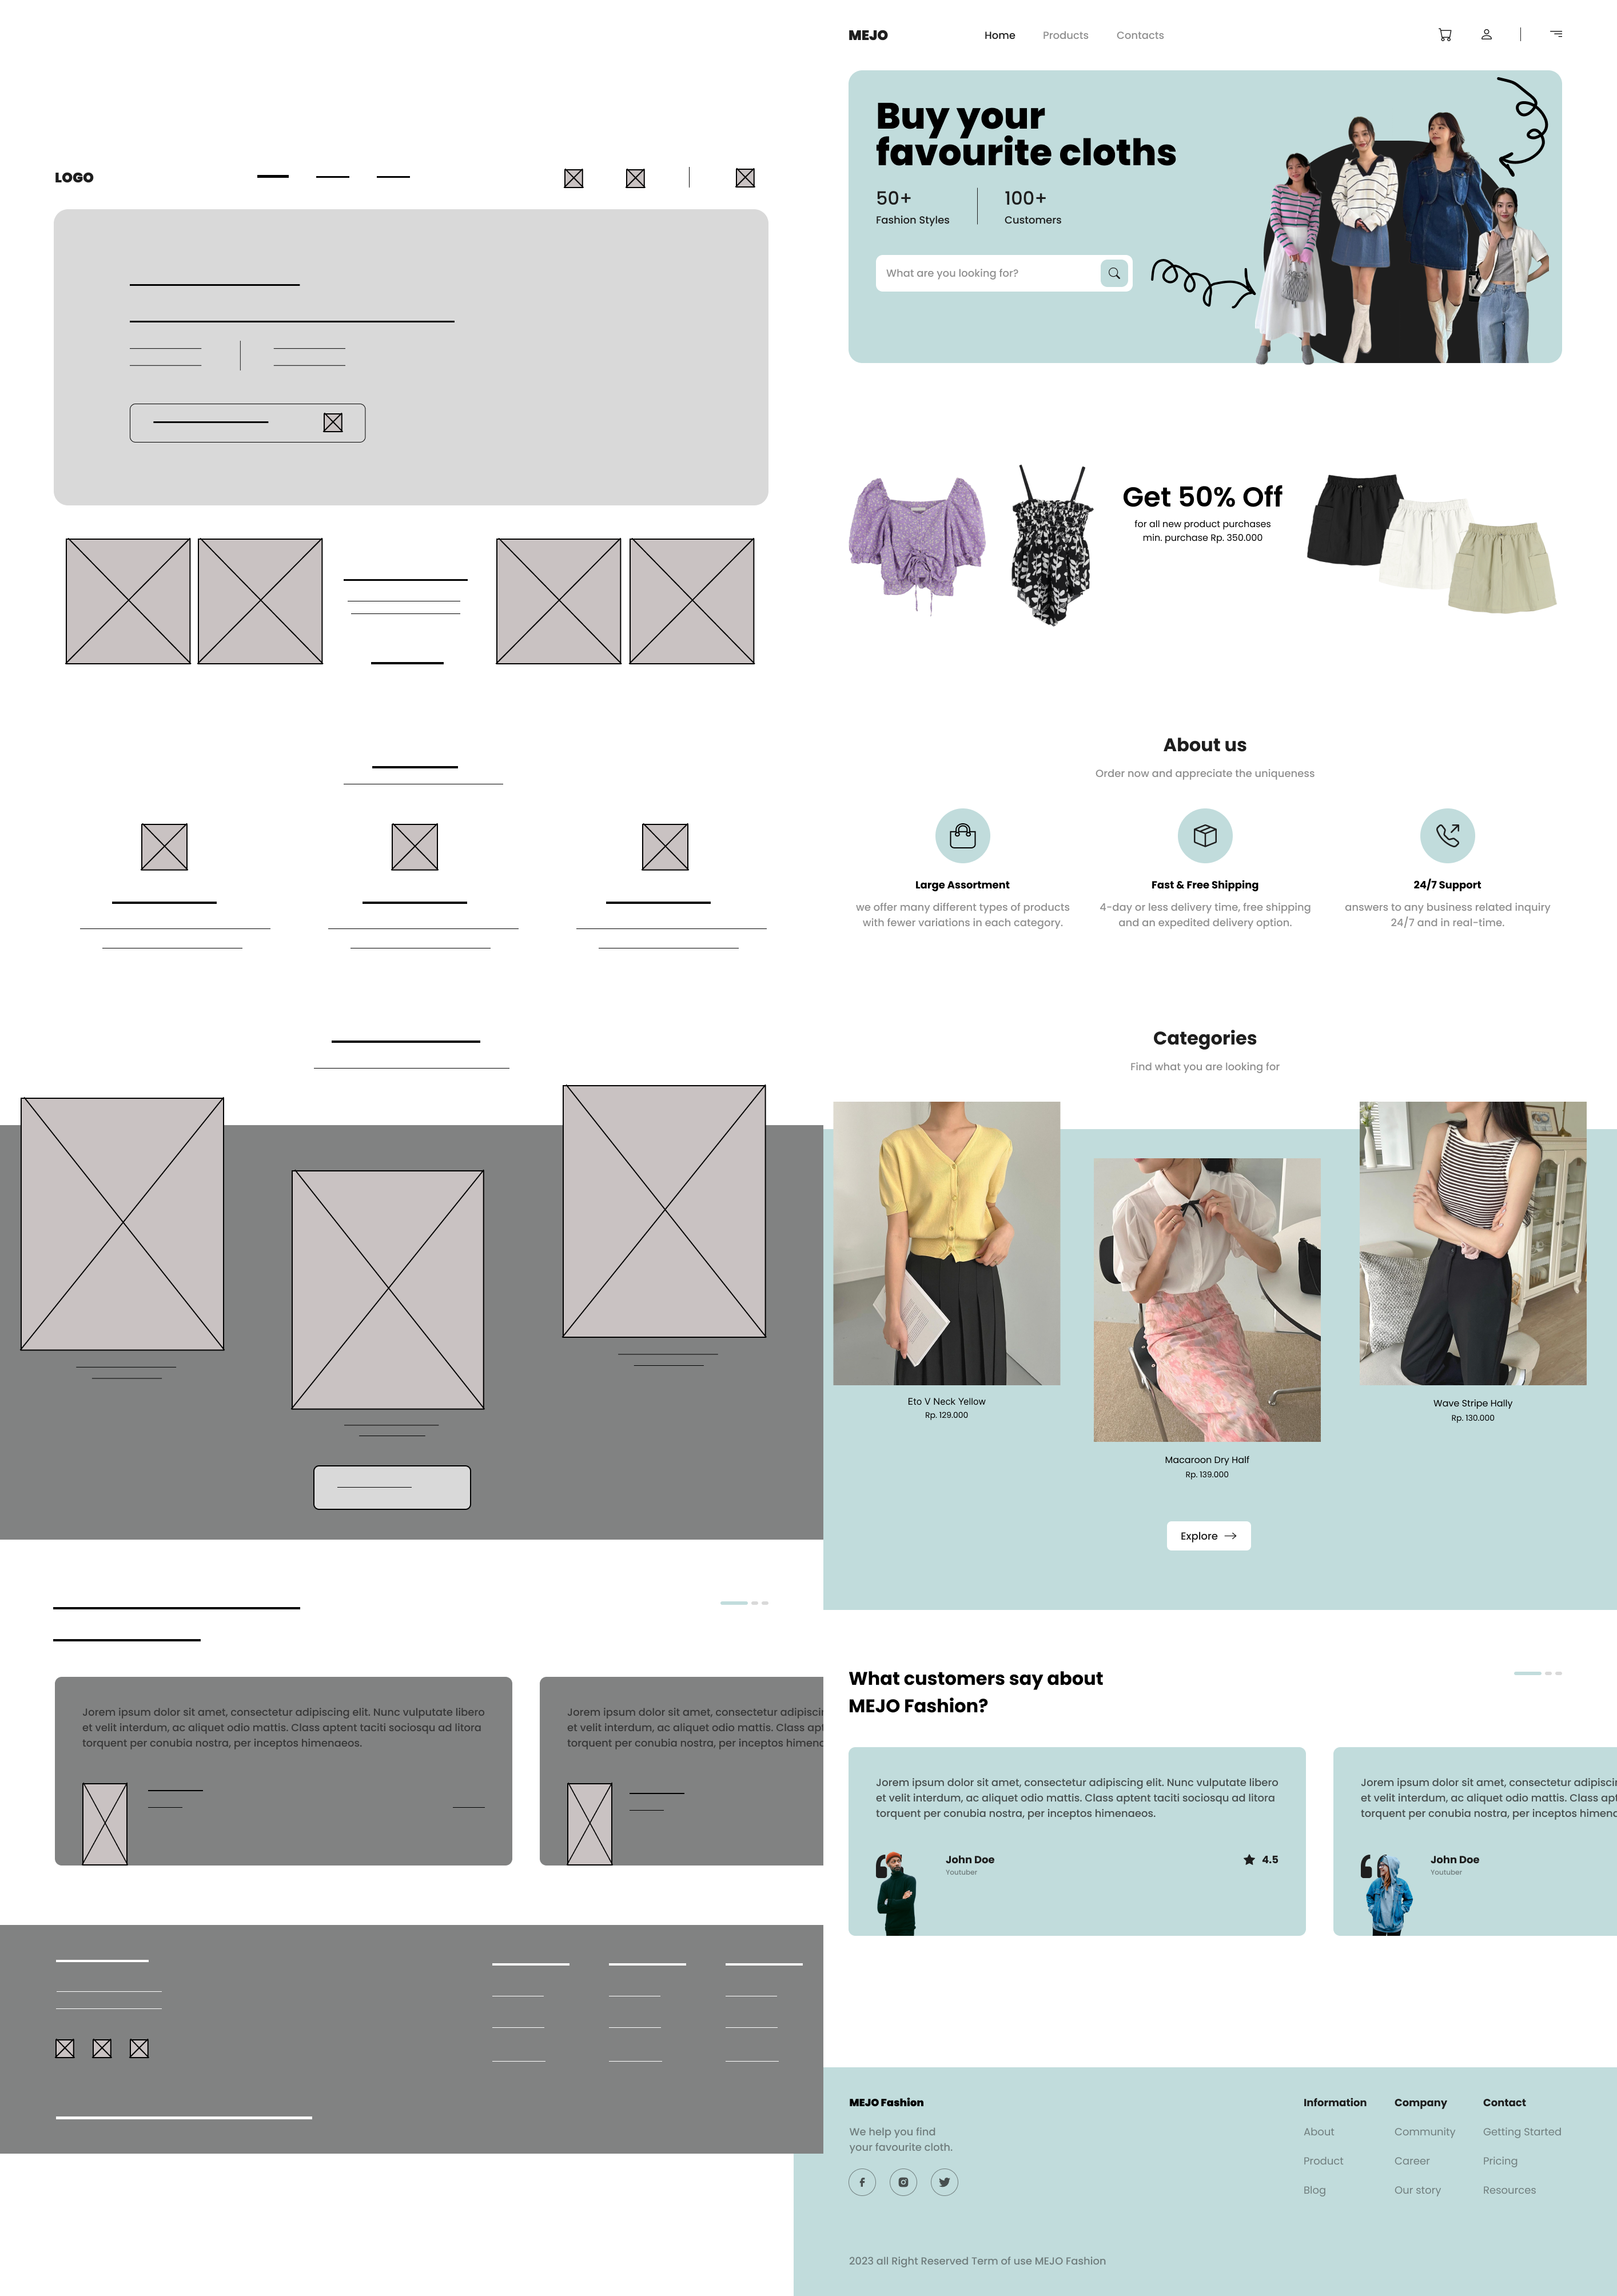 LOGO
Jorem ipsum dolor sit amet, consectetur adipiscing elit. Nunc vulputate libero
et velit interdum, ac aliquet odio mattis. Class aptent taciti sociosqu ad litora
torquent per conubia nostra, per inceptos himenaeos.
Jorem ipsum dolor sit amet, consectetur adipiscin
et velit interdum, ac aliquet odio mattis. Class apt
torquent per conubia nostra, per inceptos himena
MEJO
Home
Products
Contacts
Buy your
favourite cloths
50+
Fashion Styles
100+
Customers
What are you looking for?
Get 50% Off
for all new product purchases
min. purchase Rp. 350.000
About us
Order now and appreciate the uniqueness
Large Assortment
we offer many different types of products
with fewer variations in each category.
Fast & Free Shipping
4-day or less delivery time, free shipping
and an expedited delivery option.
24/7 Support
answers to any business related inquiry
24/7 and in real-time.
Categories
Find what you are looking for
Eto V Neck Yellow
Rp. 129.000
Macaroon Dry Half
Rp. 139.000
Wave Stripe Hally
Rp. 130.000
Explore
What customers say about
MEJO Fashion?
Jorem ipsum dolor sit amet, consectetur adipiscing elit. Nunc vulputate libero
et velit interdum, ac aliquet odio mattis. Class aptent taciti sociosqu ad litora
torquent per conubia nostra, per inceptos himenaeos.
John Doe
Youtuber
4.5
Jorem ipsum dolor sit amet, consectetur adipiscin
et velit interdum, ac aliquet odio mattis. Class apt
torquent per conubia nostra, per inceptos himena
John Doe
Youtuber
MEJO Fashion
We help you find
your favourite cloth.
Information
About
Product
Blog
Company
Community
Career
Our story
Contact
Getting Started
Pricing
Resources
2023 all Right Reserved Term of use MEJO Fashion